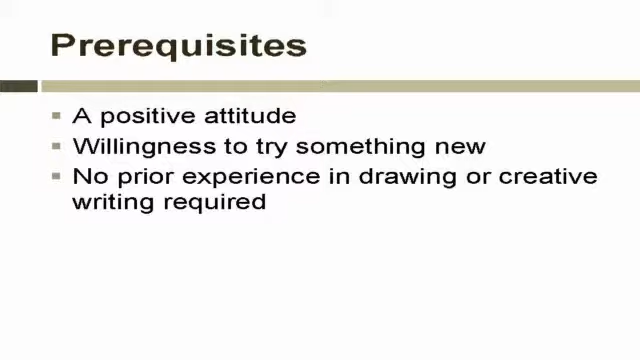 Prerequisites
A positive attitude
Willingness to try something new
No prior experience in drawing or creative
writing required